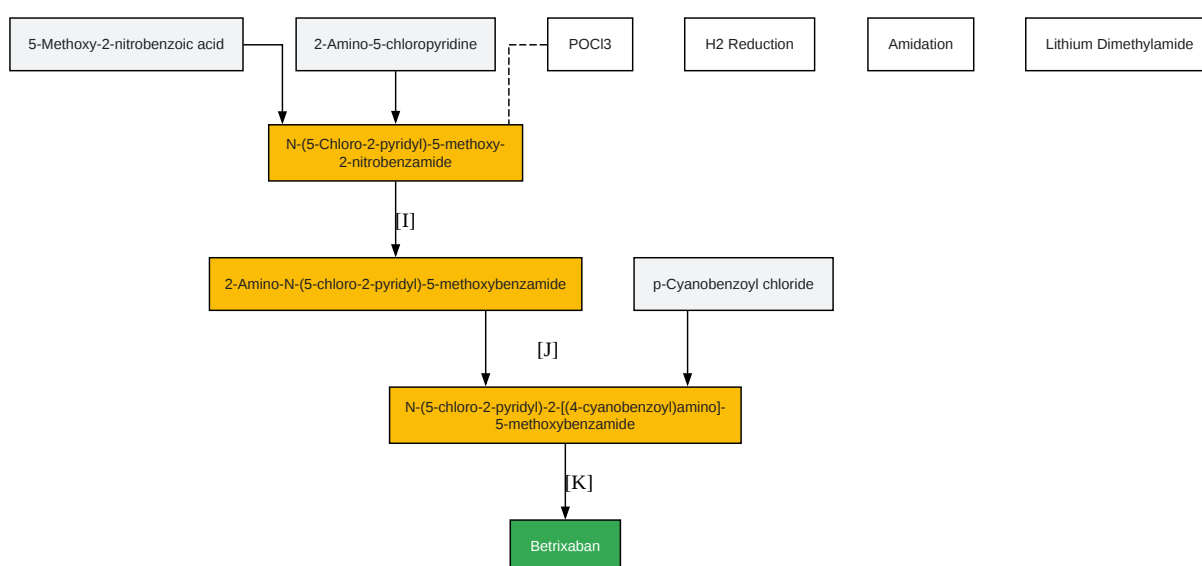 5-Methoxy-2-nitrobenzoic acid
2-Amino-5-chloropyridine
POCl3
H2 Reduction
Amidation
Lithium Dimethylamide
N-(5-Chloro-2-pyridyl)-5-methoxy-
2-nitrobenzamide
[I]
2-Amino-N-(5-chloro-2-pyridyl)-5-methoxybenzamide
p-Cyanobenzoyl chloride
[J]
N-(5-chloro-2-pyridyl)-2-[(4-cyanobenzoyl)amino]-
5-methoxybenzamide
[K]
Betrixaban